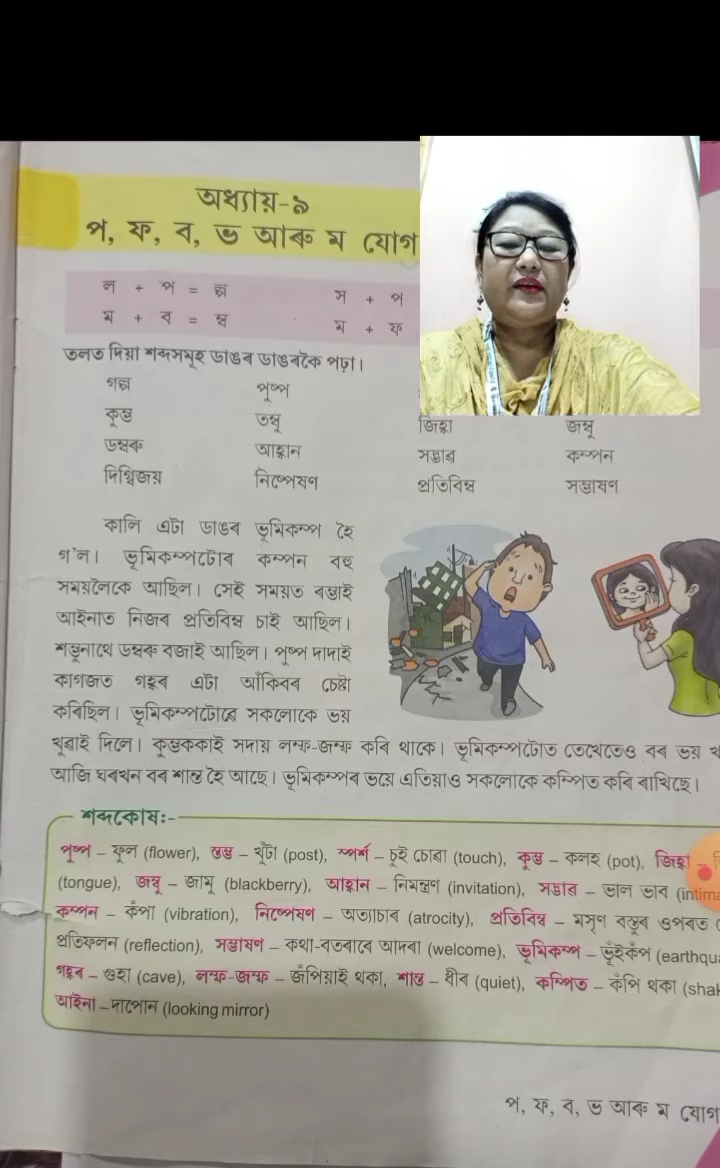 অধ্যায়-৯
প, ফ, ব, ভ আৰু ম যোগ
ল + প = ল্প স + প
ম + ব = ম্ব ম + ফ
তলত দিয়া শব্দসমূহ ডাঙৰ ডাঙৰকৈ পঢ়া।
গল্প পুষ্প
কুম্ভ তম্বু জিহ্বা জম্বু
ডম্বৰু আহ্বান সদ্ভাৱ কম্পন
দিগ্বিজয় নিষ্পেষণ প্ৰতিবিম্ব সম্ভাষণ
কালি এটা ডাঙৰ ভূমিকম্প হৈ
গ'ল। ভূমিকম্পটোৰ কম্পন বহু
সময়লৈকে আছিল। সেই সময়ত ৰম্ভাই
আইনাত নিজৰ প্ৰতিবিম্ব চাই আছিল।
শম্ভুনাথে ডম্বৰু বজাই আছিল। পুষ্প দাদাই
কাগজত গহ্বৰ এটা আঁকিবৰ চেষ্টা
কৰিছিল। ভূমিকম্পটোৱে সকলোকে ভয়
খুৱাই দিলে। কুম্ভককাই সদায় লম্ফ-জম্ফ কৰি থাকে। ভূমিকম্পটোত তেখেতেও বৰ ভয়
আজি ঘৰখন বৰ শান্ত হৈ আছে। ভূমিকম্পৰ ভয়ে এতিয়াও সকলোকে কম্পিত কৰি ৰাখিছে।
শব্দকোষঃ-
পুষ্প – ফুল (flower), স্তম্ভ – খুঁটা (post), স্পৰ্শ – চুই চোৱা (touch), কুম্ভ – কলহ (pot), জিহ্বা –
(tongue), জম্বু – জামু (blackberry), আহ্বান – নিমন্ত্ৰণ (invitation), সদ্ভাৱ – ভাল ভাব (intima
কম্পন – কঁপা (vibration), নিষ্পেষণ – অত্যাচাৰ (atrocity), প্ৰতিবিম্ব – মসৃণ বস্তুৰ ওপৰত
প্ৰতিফলন (reflection), সম্ভাষণ – কথা-বতৰাৰে আদৰা (welcome), ভূমিকম্প – ভূঁইকঁপ (earthqu
গহ্বৰ – গুহা (cave), লম্ফ-জম্ফ – জঁপিয়াই থকা, শান্ত – ধীৰ (quiet), কম্পিত – কঁপি থকা (shak
আইনা – দাপোন (looking mirror)
প, ফ, ব, ভ আৰু ম যোগ